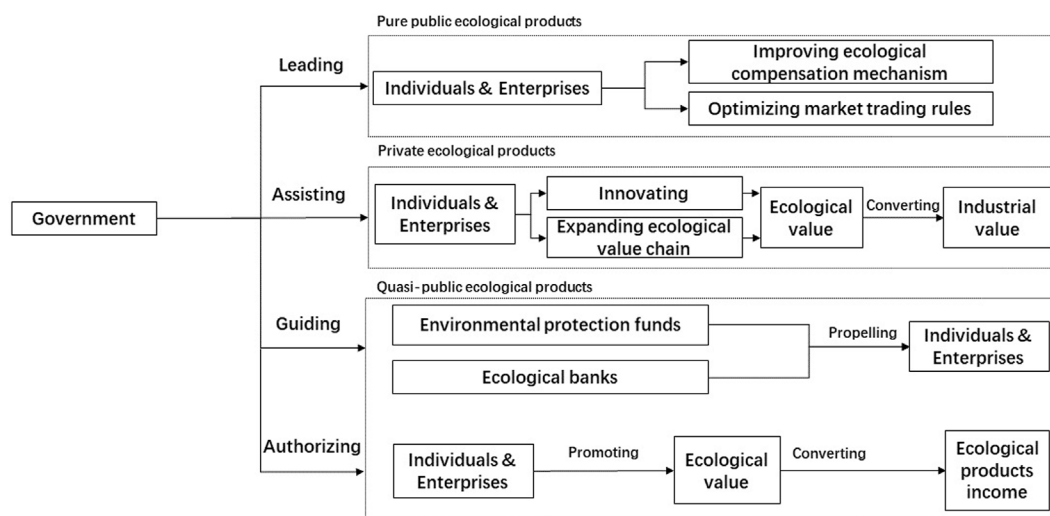 Pure public ecological products
Leading
Individuals & Enterprises
Improving ecological
compensation mechanism
Optimizing market trading rules
Private ecological products
Government
Assisting
Individuals &
Enterprises
Innovating
Expanding ecological
value chain
Ecological
value
Converting
Industrial
value
Quasi-public ecological products
Guiding
Environmental protection funds
Ecological banks
Propelling
Individuals &
Enterprises
Authorizing
Individuals &
Enterprises
Promoting
Ecological
value
Converting
Ecological
products
income